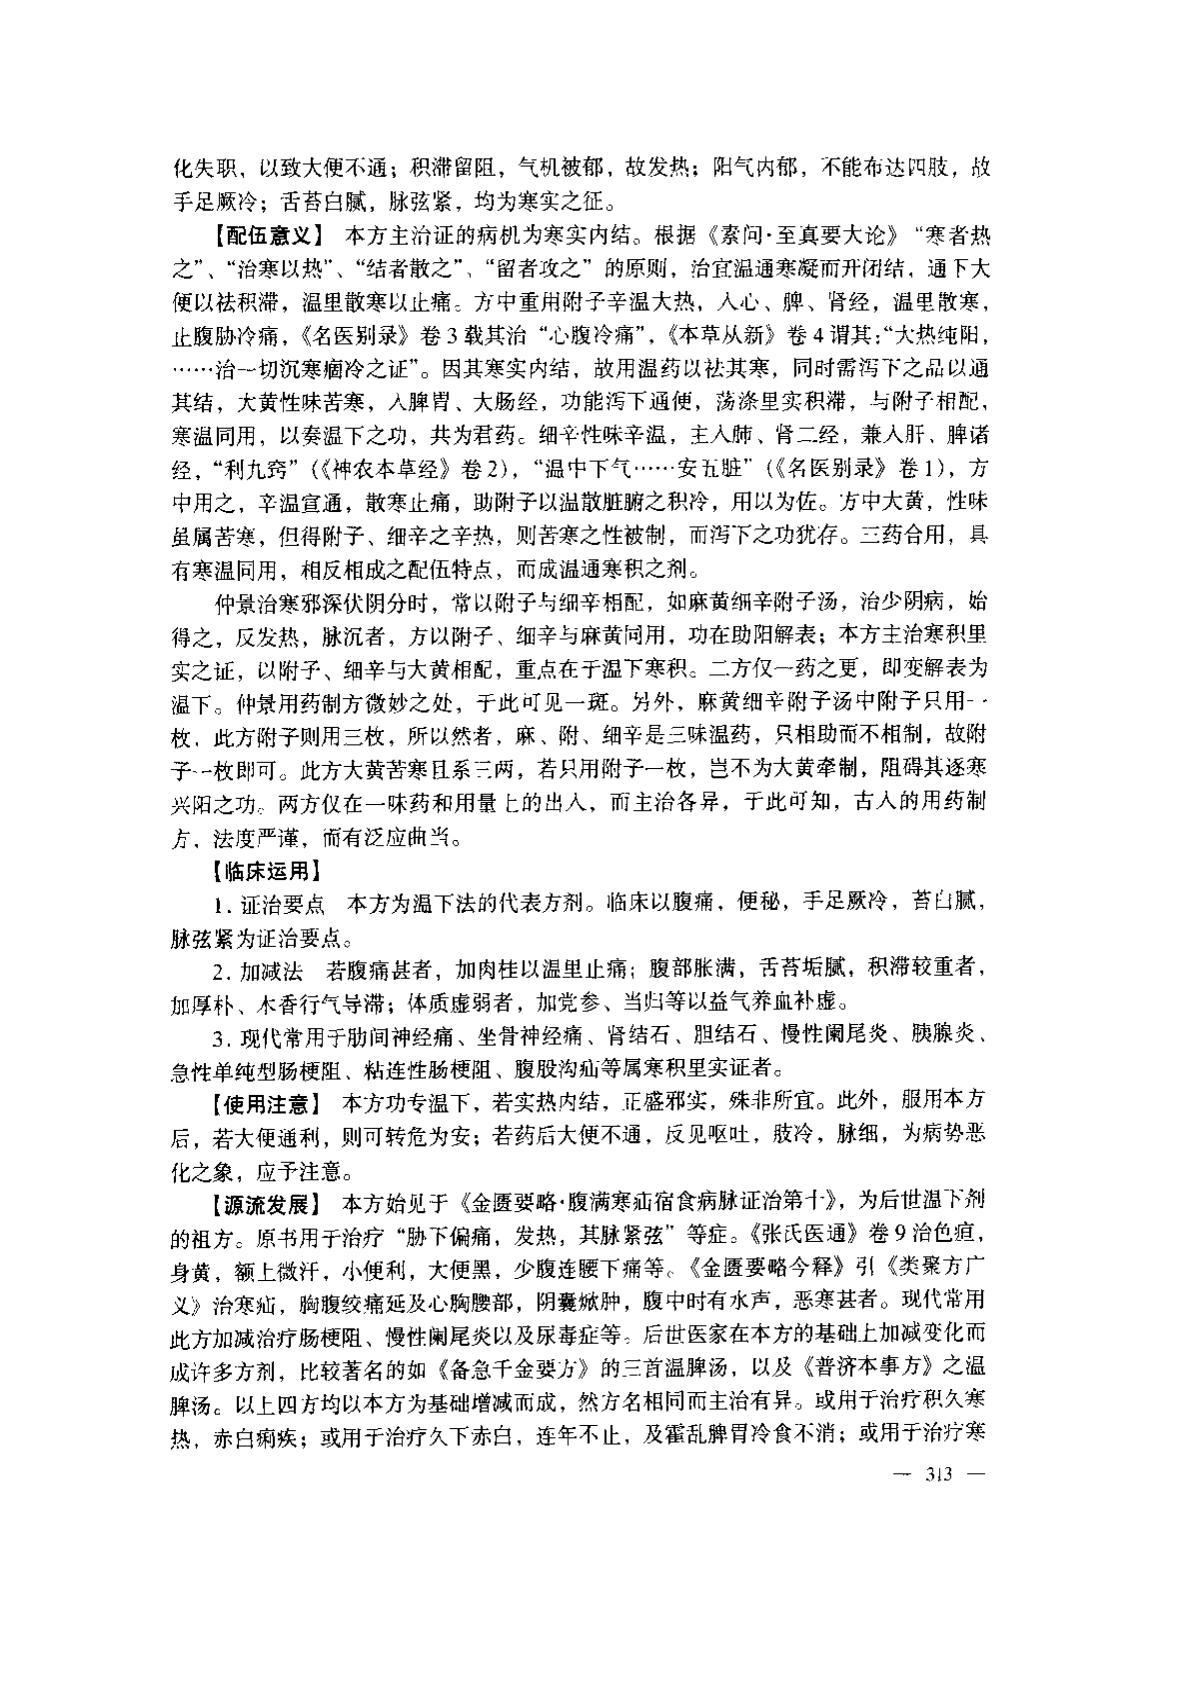 化失职，以致大便不通；积滞留阻，气机被郁，故发热；阳气内郁，不能布达四肢，故
手足厥冷；舌苔白腻，脉弦紧，均为寒实之征。
【配伍意义】 本方主治证的病机为寒实内结。根据《素问·至真要大论》“寒者热
之”、“治寒以热”、“结者散之”、“留者攻之”的原则，治宜温通寒凝而开闭结，通下大
便以祛积滞，温里散寒以止痛。方中重用附子辛温大热，入心、脾、肾经，温里散寒，
止腹胁冷痛，《名医别录》卷3载其治“心腹冷痛”，《本草从新》卷4谓其：“大热纯阳，
……治一切沉寒痼冷之证”。因其寒实内结，故用温药以祛其寒，同时需泻下之品以通
其结，大黄性味苦寒，入脾胃、大肠经，功能泻下通便，荡涤里实积滞，与附子相配，
寒温同用，以奏温下之功，共为君药。细辛性味辛温，主入肺、肾二经，兼入肝、脾诸
经，“利九窍”（《神农本草经》卷2），“温中下气……安五脏”（《名医别录》卷1），方
中用之，辛温宣通，散寒止痛，助附子以温散脏腑之积冷，用以为佐。方中大黄，性味
虽属苦寒，但得附子、细辛之辛热，则苦寒之性被制，而泻下之功犹存。三药合用，具
有寒温同用，相反相成之配伍特点，而成温通寒积之剂。
仲景治寒邪深伏阴分时，常以附子与细辛相配，如麻黄细辛附子汤，治少阴病，始
得之，反发热，脉沉者，方以附子、细辛与麻黄同用，功在助阳解表；本方主治寒积里
实之证，以附子、细辛与大黄相配，重点在于温下寒积。二方仅一药之更，即变解表为
温下。仲景用药制方微妙之处，于此可见一斑。另外，麻黄细辛附子汤中附子只用一
枚，此方附子则用三枚，所以然者，麻、附、细辛是三味温药，只相助而不相制，故附
子一枚即可。此方大黄苦寒且系三两，若只用附子一枚，岂不为大黄牵制，阻碍其逐寒
兴阳之功。两方仅在一味药和用量上的出入，而主治各异，于此可知，古人的用药制
方，法度严谨，而有泛应曲当。
【临床运用】
1. 证治要点 本方为温下法的代表方剂。临床以腹痛，便秘，手足厥冷，苔白腻，
脉弦紧为证治要点。
2. 加减法 若腹痛甚者，加肉桂以温里止痛；腹部胀满，舌苔垢腻，积滞较重者，
加厚朴、木香行气导滞；体质虚弱者，加党参、当归等以益气养血补虚。
3. 现代常用于肋间神经痛、坐骨神经痛、肾结石、胆结石、慢性阑尾炎、胰腺炎、
急性单纯型肠梗阻、粘连性肠梗阻、腹股沟疝等属寒积里实证者。
【使用注意】 本方功专温下，若实热内结，正盛邪实，殊非所宜。此外，服用本方
后，若大便通利，则可转危为安；若药后大便不通，反见呕吐，肢冷，脉细，为病势恶
化之象，应予注意。
【源流发展】 本方始见于《金匮要略·腹满寒疝宿食病脉证治第十》，为后世温下剂
的祖方。原书用于治疗“胁下偏痛，发热，其脉紧弦”等症。《张氏医通》卷9治色疸，
身黄，额上微汗，小便利，大便黑，少腹连腰下痛等。《金匮要略今释》引《类聚方广
义》治寒疝，胸腹绞痛延及心胸腰部，阴囊焮肿，腹中时有水声，恶寒甚者。现代常用
此方加减治疗肠梗阻、慢性阑尾炎以及尿毒症等。后世医家在本方的基础上加减变化而
成许多方剂，比较著名的如《备急千金要方》的三首温脾汤，以及《普济本事方》之温
脾汤。以上四方均以本方为基础增减而成，然方名相同而主治有异。或用于治疗积久寒
热，赤白痢疾；或用于治疗久下赤白，连年不止，及霍乱脾胃冷食不消；或用于治疗寒
— 313 —